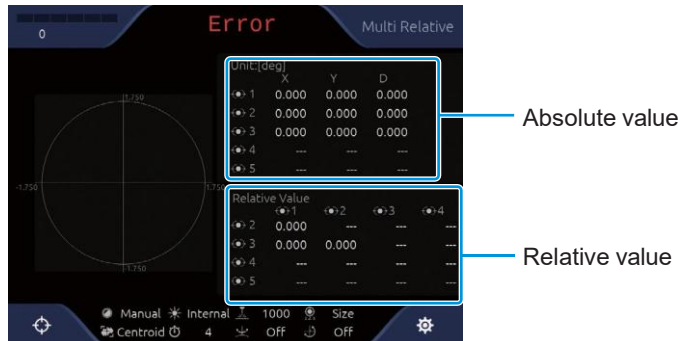 Error
Multi Relative
0
Unit:[deg]
X Y D
1 0.000 0.000 0.000
2 0.000 0.000 0.000
3 0.000 0.000 0.000
4 --- --- ---
5 --- --- ---
Absolute value
1.750
-1.750
1.750
-1.750
Relative Value
1 2 3 4
2 0.000 --- --- ---
3 0.000 0.000 --- ---
4 --- --- --- ---
5 --- --- --- ---
Relative value
Manual Internal 1000 Size
Centroid 4 Off Off